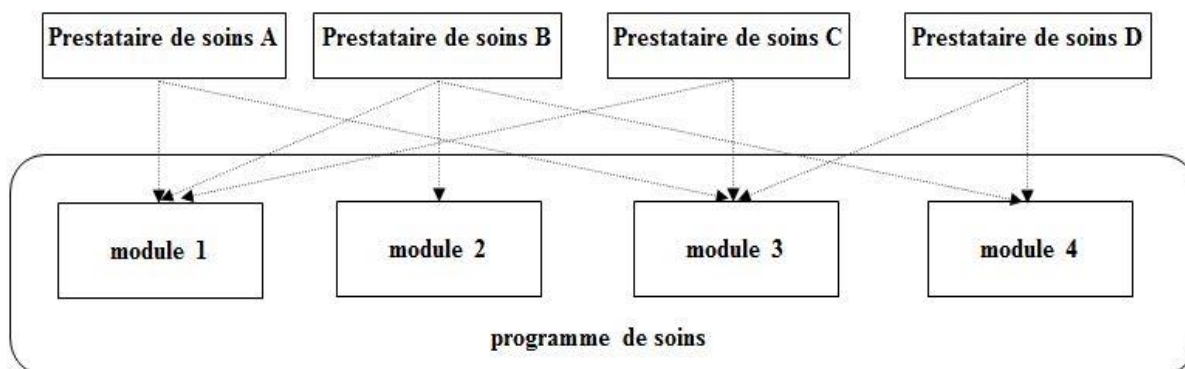 Prestataire de soins A
Prestataire de soins B
Prestataire de soins C
Prestataire de soins D
module 1
module 2
module 3
module 4
programme de soins